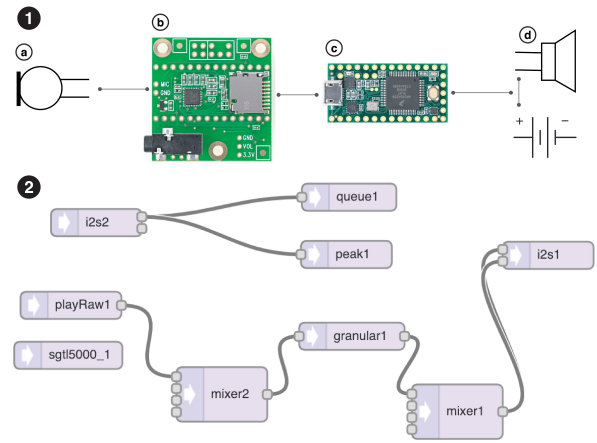 1
a
b
c
d
MIC
GND
GND
VOL
3.3V
+ −
2
queue1
i2s2
peak1
i2s1
playRaw1
granular1
sgtl5000_1
mixer2
mixer1